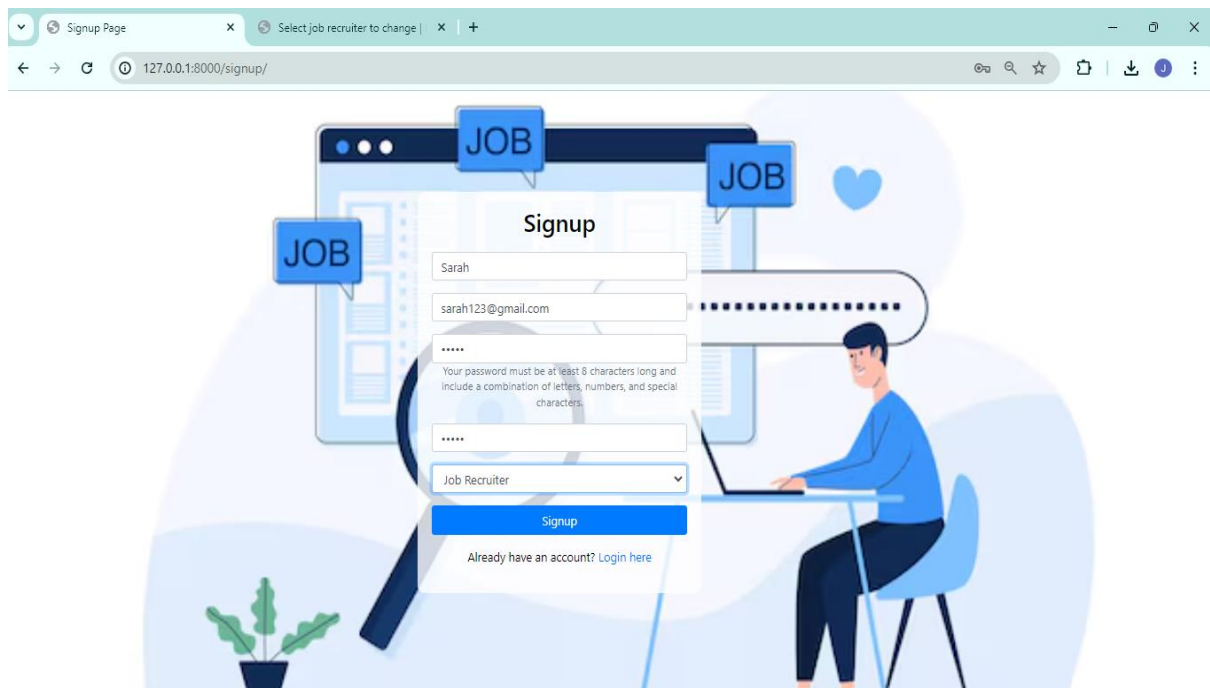 Signup Page
Select job recruiter to change |
127.0.0.1:8000/signup/
J
JOB
JOB
JOB
Signup
Sarah
sarah123@gmail.com
•••••
Your password must be at least 8 characters long and
include a combination of letters, numbers, and special
characters.
•••••
Job Recruiter
Signup
Already have an account? Login here